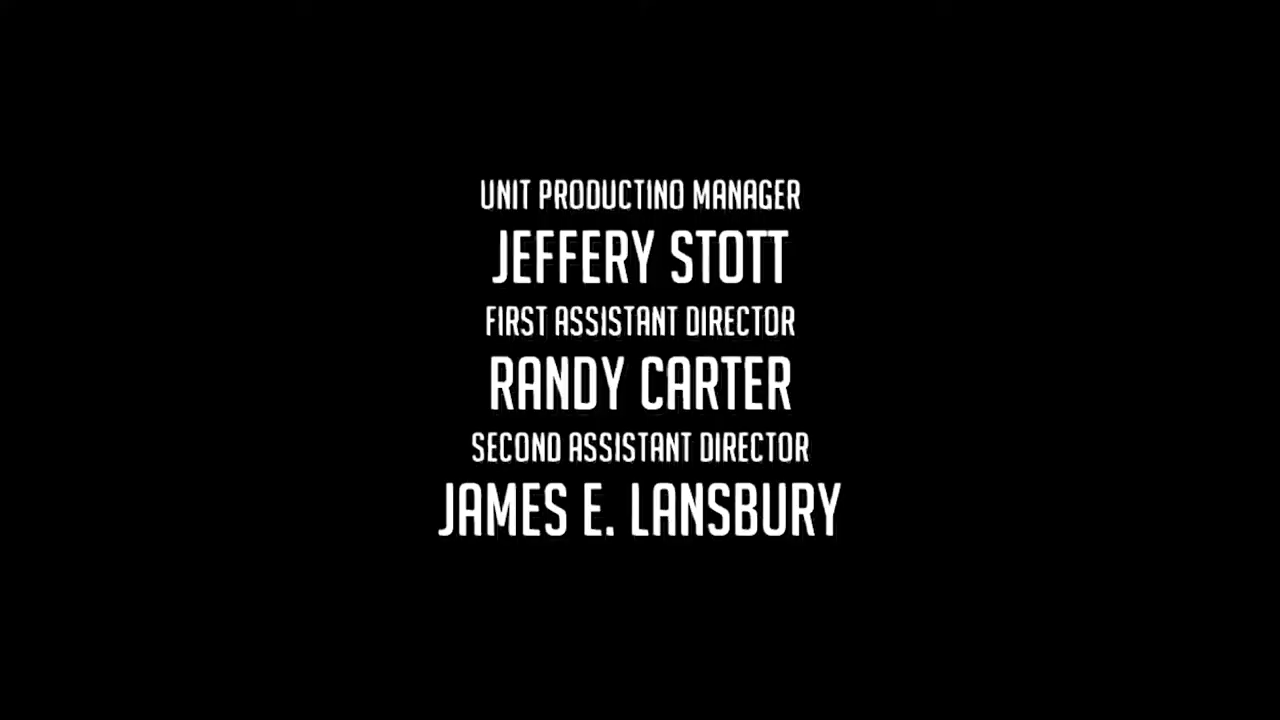 UNIT PRODUCTINO MANAGER
JEFFERY STOTT
FIRST ASSISTANT DIRECTOR
RANDY CARTER
SECOND ASSISTANT DIRECTOR
JAMES E. LANSBURY